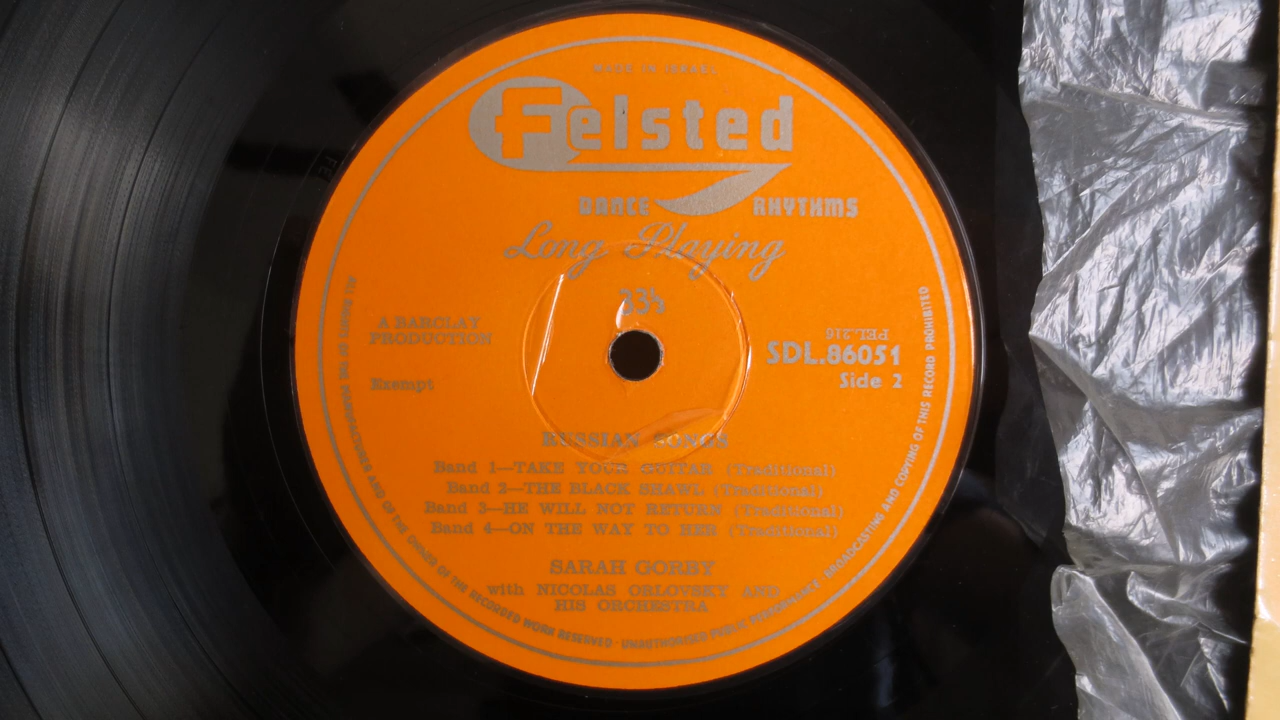 MADE IN ISRAEL
Felsted
DANCE RHYTHMS
Long Playing
33⅓
A BARCLAY
PRODUCTION
Exempt
PEL.216
SDL.86051
Side 2
RUSSIAN SONGS
Band 1—TAKE YOUR GUITAR (Traditional)
Band 2—THE BLACK SHAWL (Traditional)
Band 3—HE WILL NOT RETURN (Traditional)
Band 4—ON THE WAY TO HER (Traditional)
SARAH GORBY
with NICOLAS ORLOVSKY AND
HIS ORCHESTRA
ALL RIGHTS OF THE MANUFACTURER AND OF THE OWNER OF THE RECORDED WORK RESERVED · UNAUTHORISED PUBLIC PERFORMANCE · BROADCASTING AND COPYING OF THIS RECORD PROHIBITED